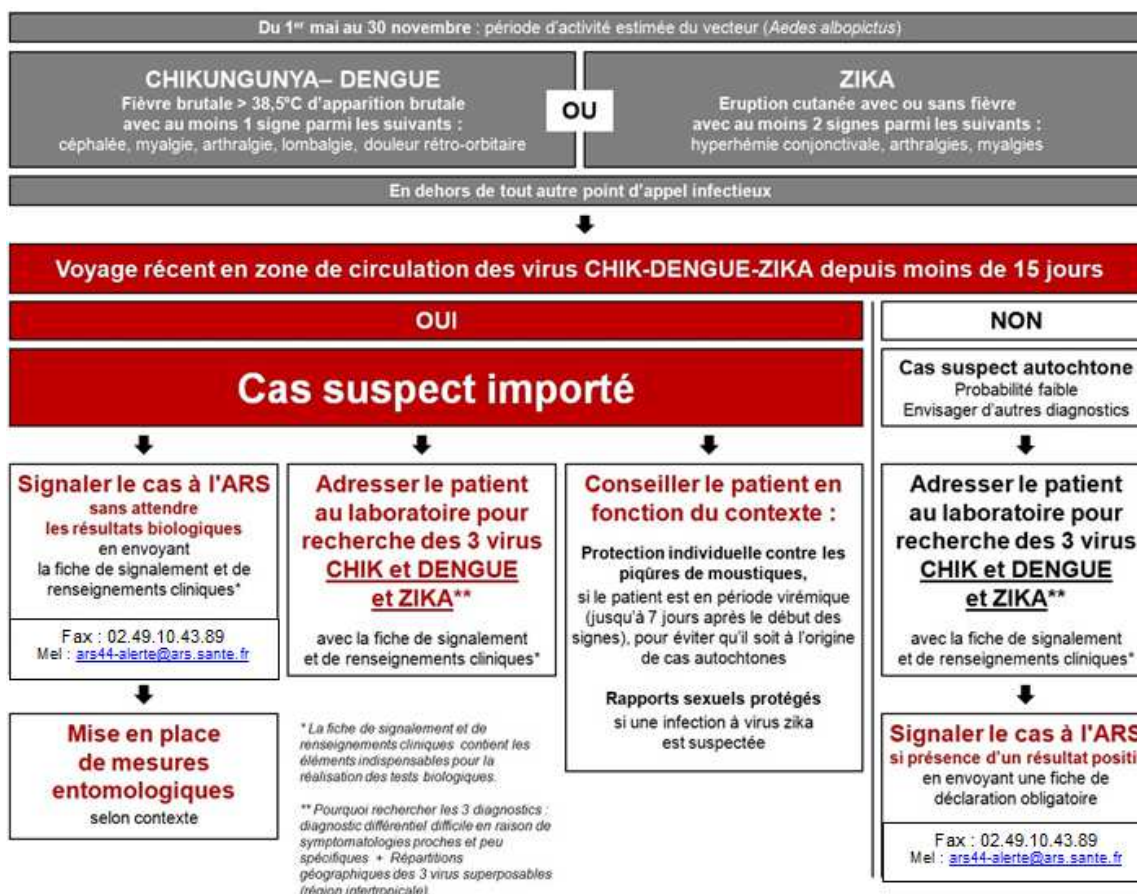 Du 1er mai au 30 novembre : période d'activité estimée du vecteur (Aedes albopictus)
CHIKUNGUNYA– DENGUE
Fièvre brutale > 38,5°C d'apparition brutale
avec au moins 1 signe parmi les suivants :
céphalée, myalgie, arthralgie, lombalgie, douleur rétro-orbitaire
OU
ZIKA
Eruption cutanée avec ou sans fièvre
avec au moins 2 signes parmi les suivants :
hyperhémie conjonctivale, arthralgies, myalgies
En dehors de tout autre point d'appel infectieux
Voyage récent en zone de circulation des virus CHIK-DENGUE-ZIKA depuis moins de 15 jours
OUI
Cas suspect importé
Signaler le cas à l'ARS
sans attendre
les résultats biologiques
en envoyant
la fiche de signalement et de
renseignements cliniques*
Fax : 02.49.10.43.89
Mel : ars44-alerte@ars.sante.fr
Mise en place
de mesures
entomologiques
selon contexte
Adresser le patient
au laboratoire pour
recherche des 3 virus
CHIK et DENGUE
et ZIKA**
avec la fiche de signalement
et de renseignements cliniques*
* La fiche de signalement et de
renseignements cliniques contient les
éléments indispensables pour la
réalisation des tests biologiques.
** Pourquoi rechercher les 3 diagnostics :
diagnostic différentiel difficile en raison de
symptomatologies proches et peu
spécifiques + Répartitions
géographiques des 3 virus superposables
(région intertropicale)
Conseiller le patient en
fonction du contexte :
Protection individuelle contre les
piqûres de moustiques,
si le patient est en période virémique
(jusqu'à 7 jours après le début des
signes), pour éviter qu'il soit à l'origine
de cas autochtones
Rapports sexuels protégés
si une infection à virus zika
est suspectée
NON
Cas suspect autochtone
Probabilité faible
Envisager d'autres diagnostics
Adresser le patient
au laboratoire pour
recherche des 3 virus
CHIK et DENGUE
et ZIKA**
avec la fiche de signalement
et de renseignements cliniques*
Signaler le cas à l'ARS
si présence d'un résultat positi
en envoyant une fiche de
déclaration obligatoire
Fax : 02.49.10.43.89
Mel : ars44-alerte@ars.sante.fr